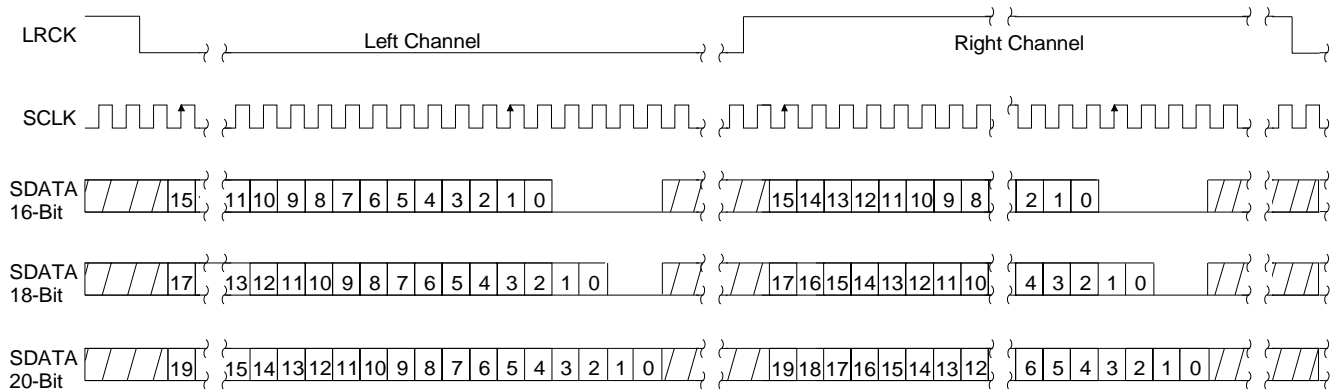 LRCK Left Channel Right Channel
SCLK
SDATA 16-Bit 15 11 10 9 8 7 6 5 4 3 2 1 0 15 14 13 12 11 10 9 8 2 1 0
SDATA 18-Bit 17 13 12 11 10 9 8 7 6 5 4 3 2 1 0 17 16 15 14 13 12 11 10 4 3 2 1 0
SDATA 20-Bit 19 15 14 13 12 11 10 9 8 7 6 5 4 3 2 1 0 19 18 17 16 15 14 13 12 6 5 4 3 2 1 0